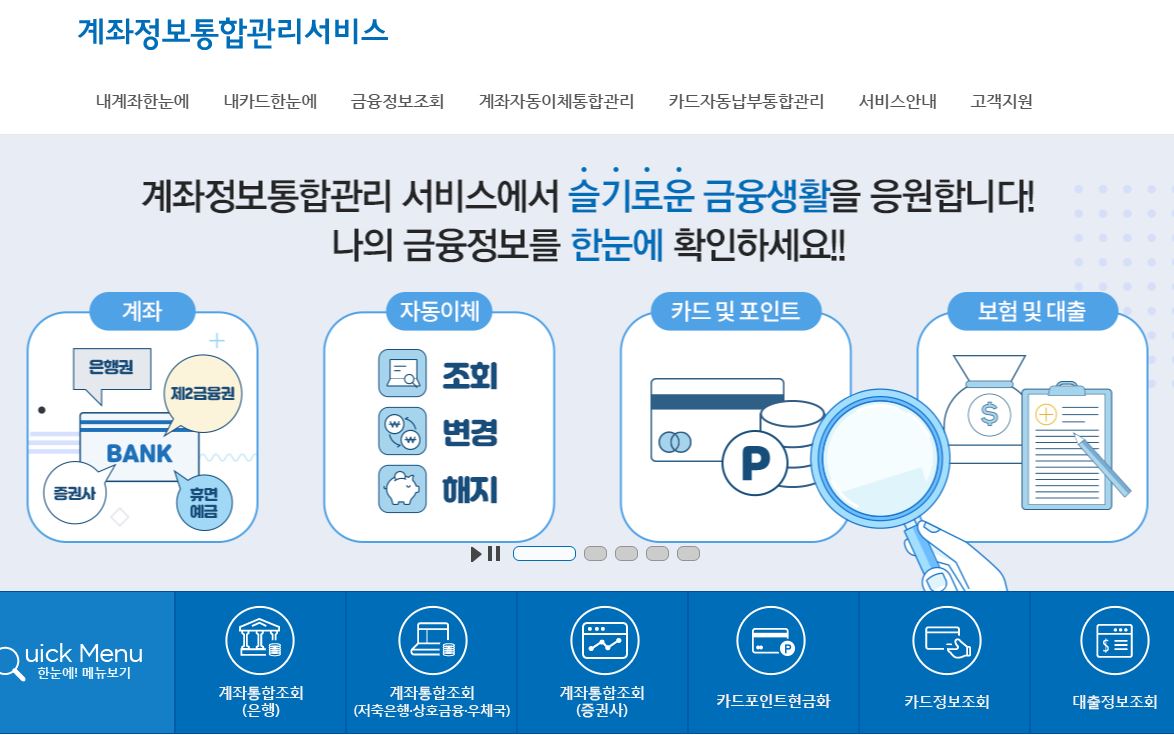 계좌정보통합관리서비스
내계좌한눈에 내카드한눈에 금융정보조회 계좌자동이체통합관리 카드자동납부통합관리 서비스안내 고객지원
계좌정보통합관리 서비스에서 슬기로운 금융생활을 응원합니다!
나의 금융정보를 한눈에 확인하세요!!
계좌
은행권
제2금융권
BANK
증권사
휴면
예금
자동이체
조회
변경
해지
카드 및 포인트
P
보험 및 대출
$
Quick Menu
한눈에! 메뉴보기
계좌통합조회
(은행)
계좌통합조회
(저축은행·상호금융·우체국)
계좌통합조회
(증권사)
카드포인트현금화
카드정보조회
대출정보조회